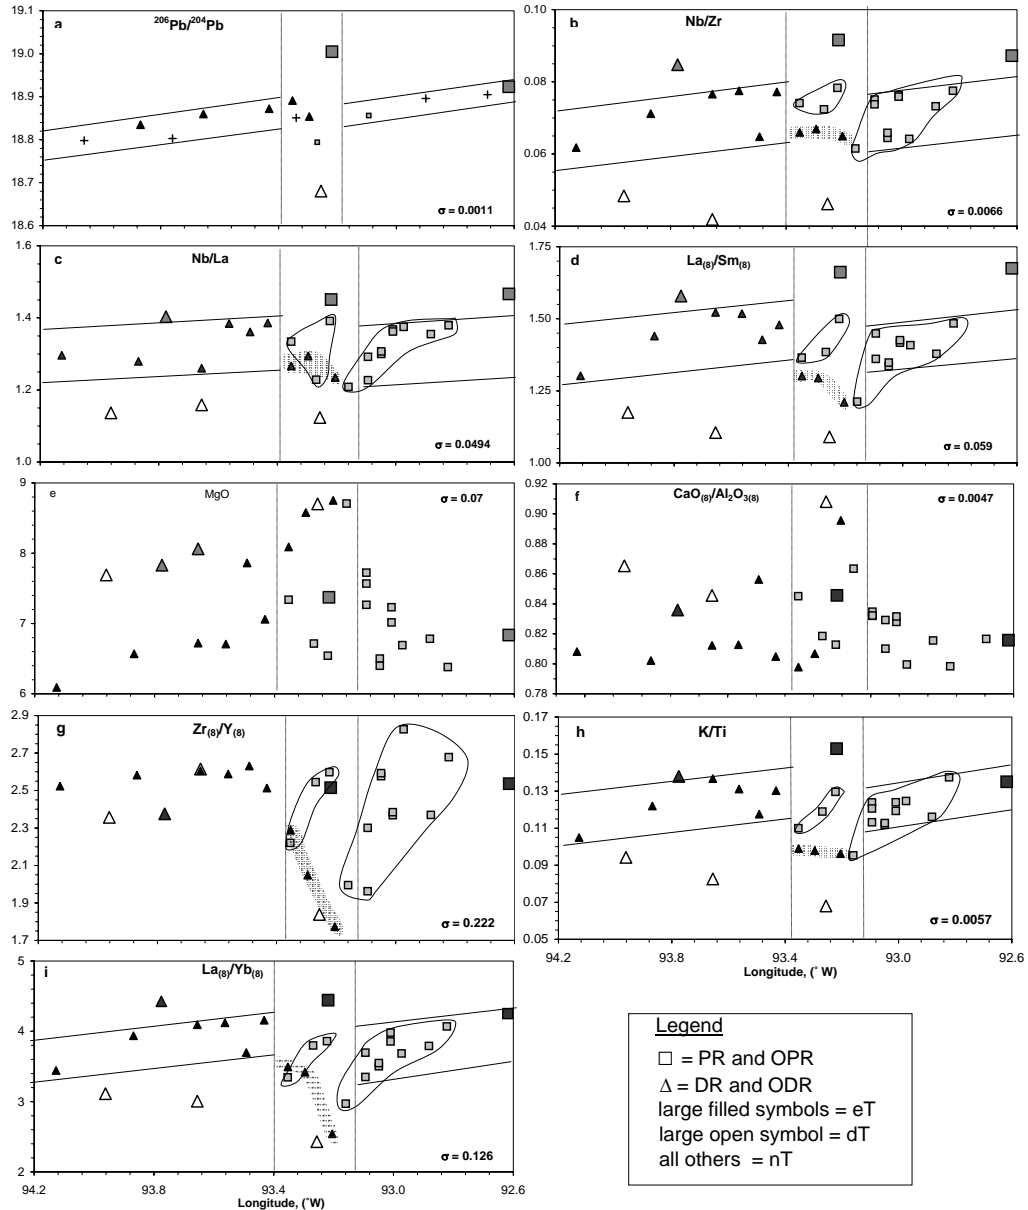 a
²⁰⁶Pb/²⁰⁴Pb
19.1
19.0
18.9
18.8
18.7
18.6
σ = 0.0011
b
Nb/Zr
0.10
0.08
0.06
0.04
σ = 0.0066
c
Nb/La
1.6
1.4
1.2
1.0
σ = 0.0494
d
La(8)/Sm(8)
1.75
1.50
1.25
1.00
σ = 0.059
e
MgO
σ = 0.07
9
8
7
6
f
CaO(8)/Al₂O₃(8)
σ = 0.0047
0.92
0.90
0.88
0.86
0.84
0.82
0.80
0.78
g
Zr(8)/Y(8)
2.9
2.7
2.5
2.3
2.1
1.9
1.7
σ = 0.222
h
K/Ti
0.17
0.15
0.13
0.11
0.09
0.07
0.05
σ = 0.0057
94.2
93.8
93.4
93.0
92.6
Longitude, (° W)
i
La(8)/Yb(8)
5
4
3
2
σ = 0.126
94.2
93.8
93.4
93.0
92.6
Longitude, (° W)
Legend
□ = PR and OPR
Δ = DR and ODR
large filled symbols = eT
large open symbol = dT
all others = nT